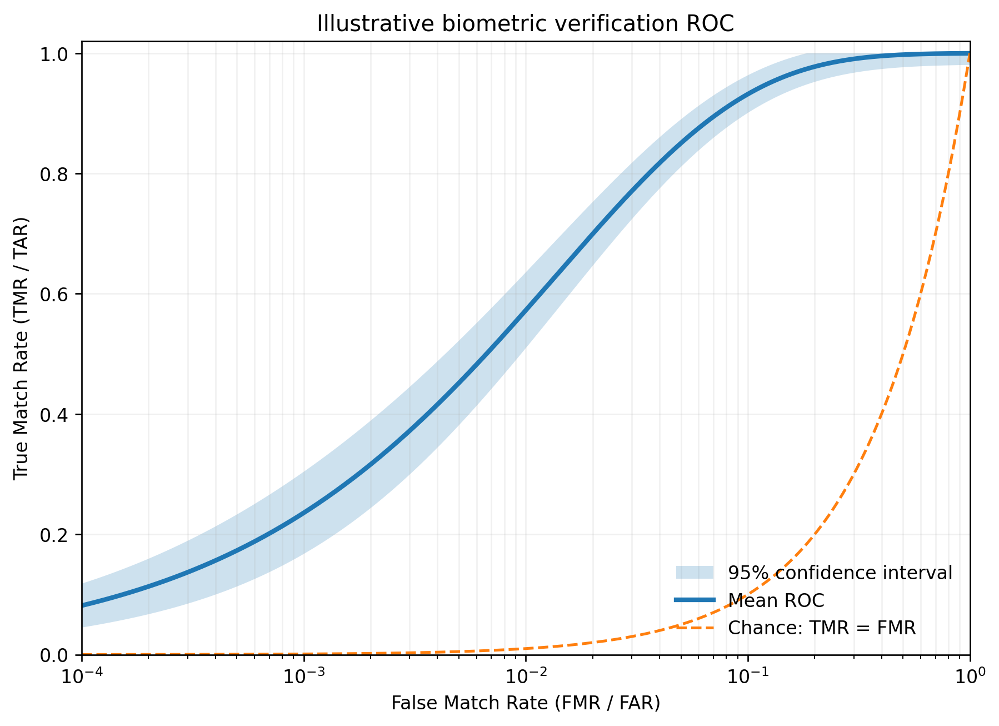 Illustrative biometric verification ROC
True Match Rate (TMR / TAR)
1.0
0.8
0.6
0.4
0.2
0.0
95% confidence interval
Mean ROC
Chance: TMR = FMR
10⁻⁴ 10⁻³ 10⁻² 10⁻¹ 10⁰
False Match Rate (FMR / FAR)